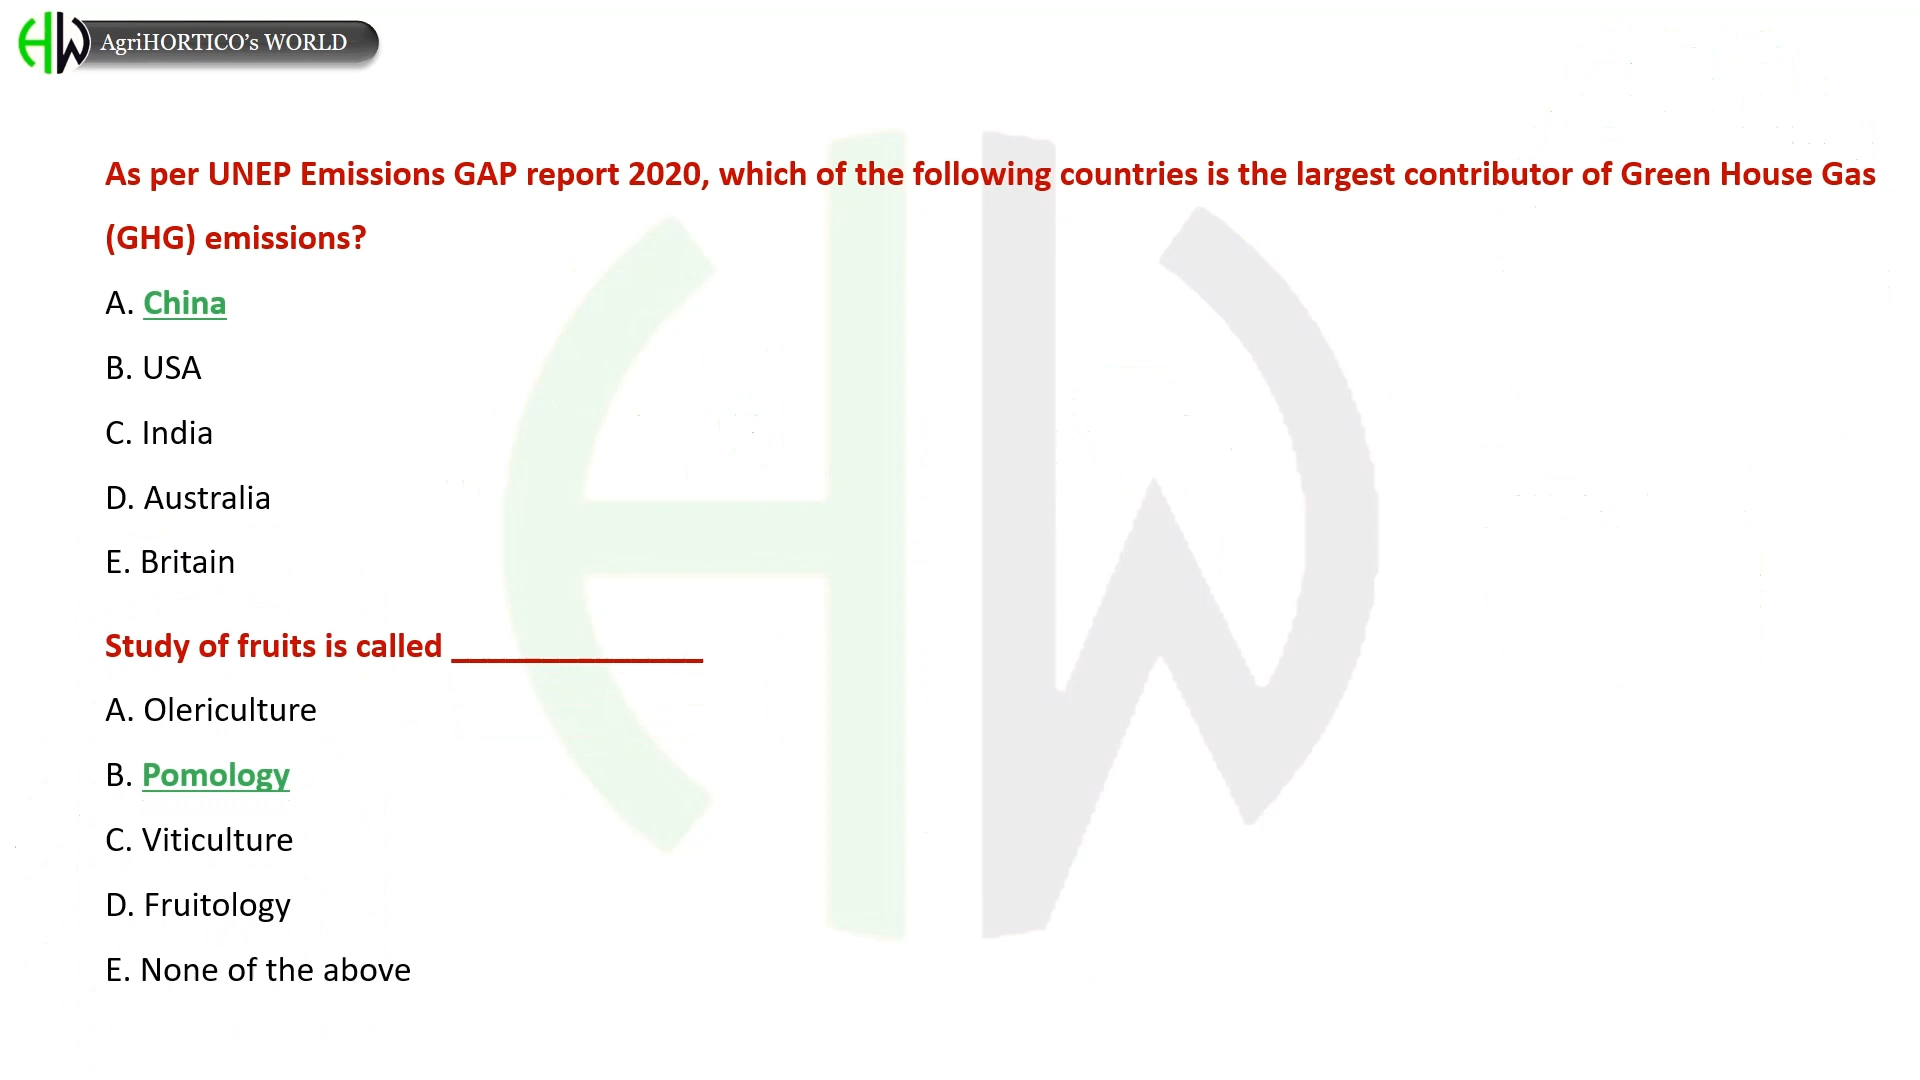 HW AgriHORTICO's WORLD
As per UNEP Emissions GAP report 2020, which of the following countries is the largest contributor of Green House Gas
(GHG) emissions?
A. China
B. USA
C. India
D. Australia
E. Britain
Study of fruits is called _______________
A. Olericulture
B. Pomology
C. Viticulture
D. Fruitology
E. None of the above